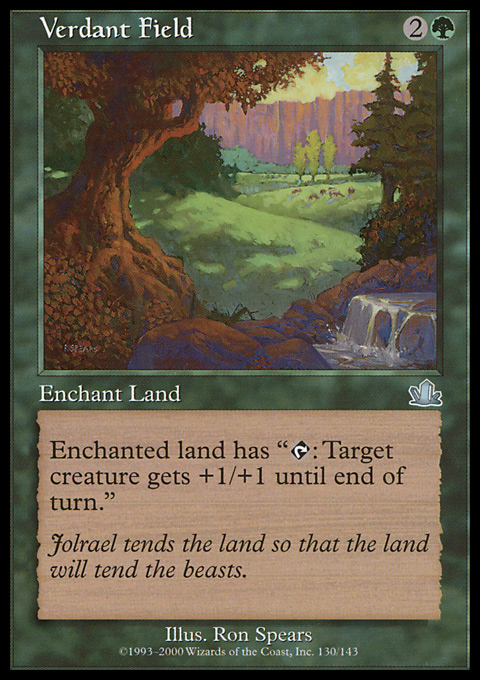 Verdant Field 2
R.SPEARS
Enchant Land
Enchanted land has “: Target
creature gets +1/+1 until end of
turn.”
Jolrael tends the land so that the land
will tend the beasts.
Illus. Ron Spears
©1993–2000 Wizards of the Coast, Inc. 130/143